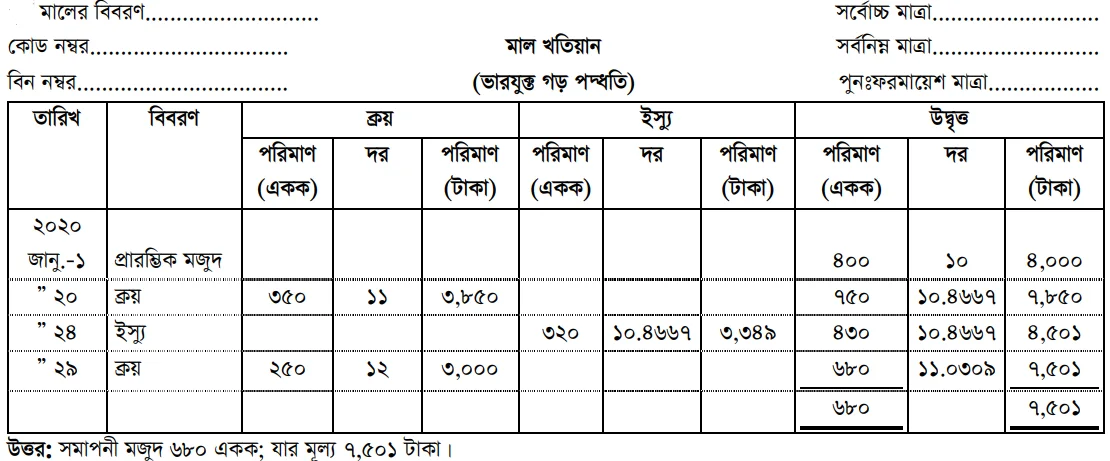 মালের বিবরণ............................ সর্বোচ্চ মাত্রা...........................
কোড নম্বর................................ মাল খতিয়ান সর্বনিম্ন মাত্রা...........................
বিন নম্বর.................................. (ভারযুক্ত গড় পদ্ধতি) পুনঃফরমায়েশ মাত্রা..................
তারিখ বিবরণ ক্রয় ইস্যু উদ্বৃত্ত
পরিমাণ দর পরিমাণ পরিমাণ দর পরিমাণ পরিমাণ দর পরিমাণ
(একক) (টাকা) (একক) (টাকা) (একক) (টাকা)
২০২০
জানু.-১ প্রারম্ভিক মজুদ ৪০০ ১০ ৪,০০০
” ২০ ক্রয় ৩৫০ ১১ ৩,৮৫০ ৭৫০ ১০.৪৬৬৭ ৭,৮৫০
” ২৪ ইস্যু ৩২০ ১০.৪৬৬৭ ৩,৩৪৯ ৪৩০ ১০.৪৬৬৭ ৪,৫০১
” ২৯ ক্রয় ২৫০ ১২ ৩,০০০ ৬৮০ ১১.০৩০৯ ৭,৫০১
৬৮০ ৭,৫০১
উত্তর: সমাপনী মজুদ ৬৮০ একক; যার মূল্য ৭,৫০১ টাকা।